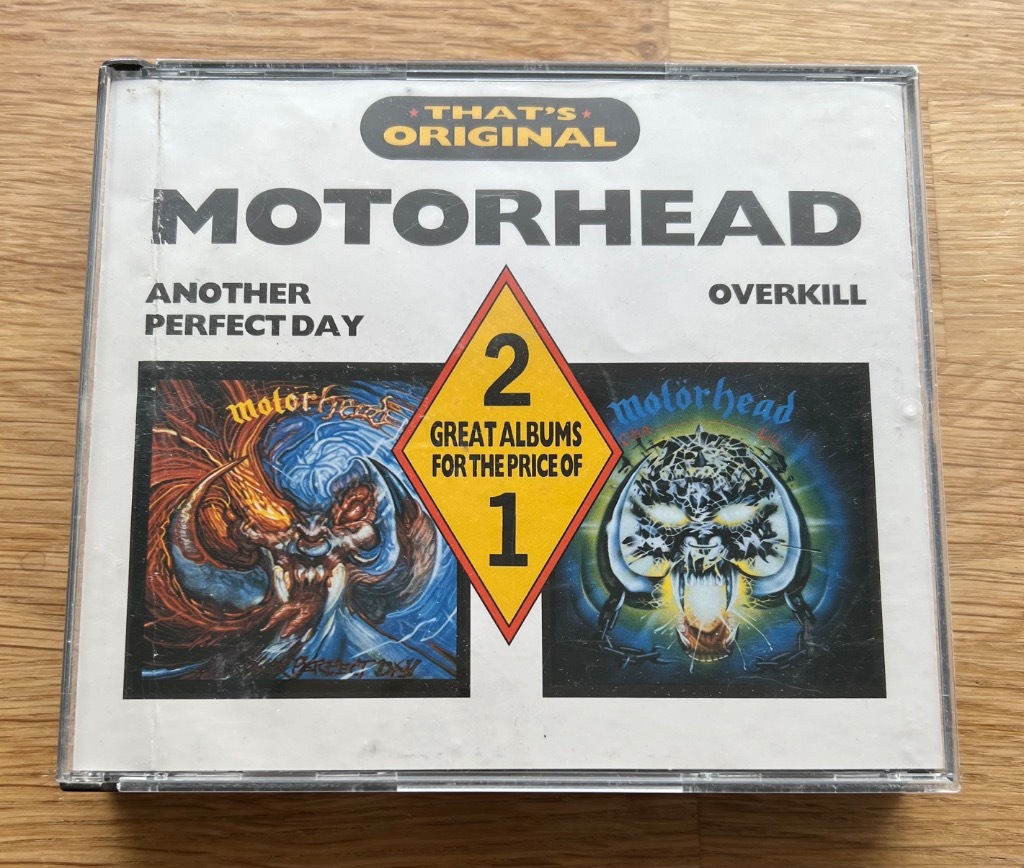 THAT'S
ORIGINAL
MOTORHEAD
ANOTHER
PERFECT DAY
OVERKILL
2
GREAT ALBUMS
FOR THE PRICE OF
1
motörhead
motörhead
PERFECT DAY